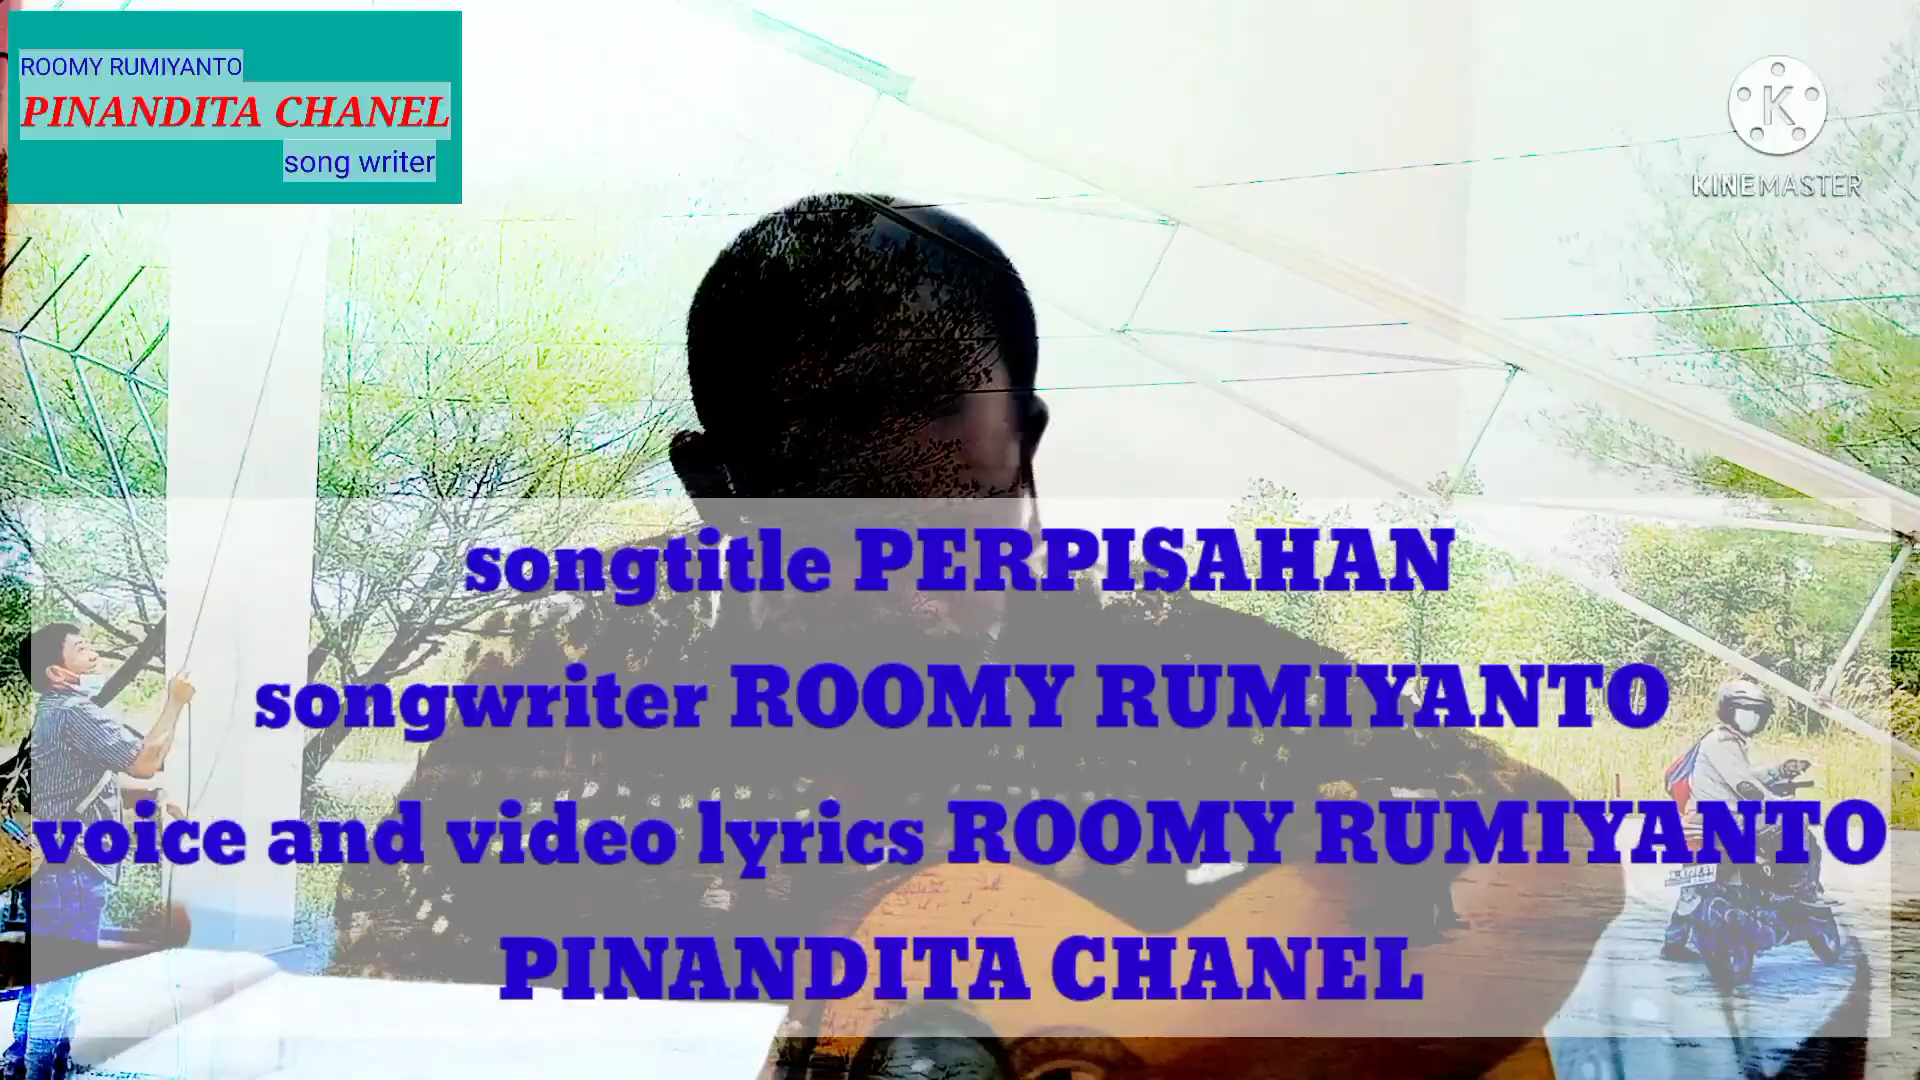 ROOMY RUMIYANTO
PINANDITA CHANEL
song writer
KINEMASTER
songtitle PERPISAHAN
songwriter ROOMY RUMIYANTO
voice and video lyrics ROOMY RUMIYANTO
PINANDITA CHANEL